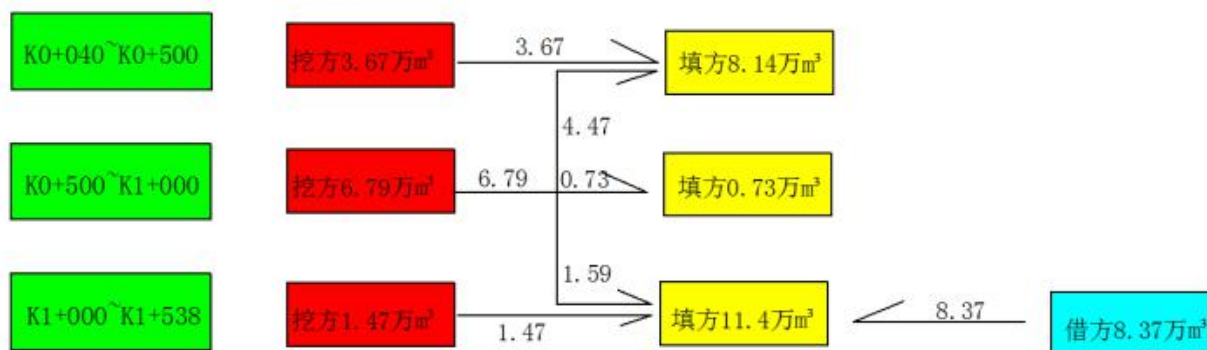 K0+040~K0+500
挖方3.67万m³
3.67
填方8.14万m³
4.47
K0+500~K1+000
挖方6.79万m³
6.79
0.73
填方0.73万m³
1.59
K1+000~K1+538
挖方1.47万m³
1.47
填方11.4万m³
8.37
借方8.37万m³